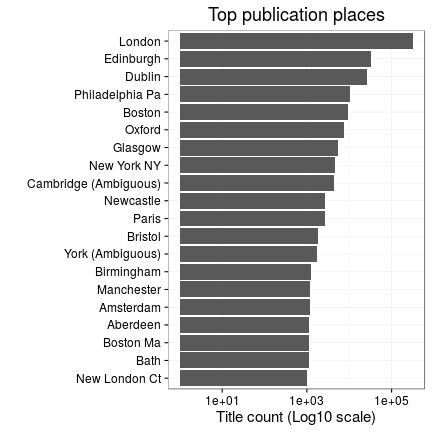 Top publication places
London
Edinburgh
Dublin
Philadelphia Pa
Boston
Oxford
Glasgow
New York NY
Cambridge (Ambiguous)
Newcastle
Paris
Bristol
York (Ambiguous)
Birmingham
Manchester
Amsterdam
Aberdeen
Boston Ma
Bath
New London Ct
1e+01 1e+03 1e+05
Title count (Log10 scale)